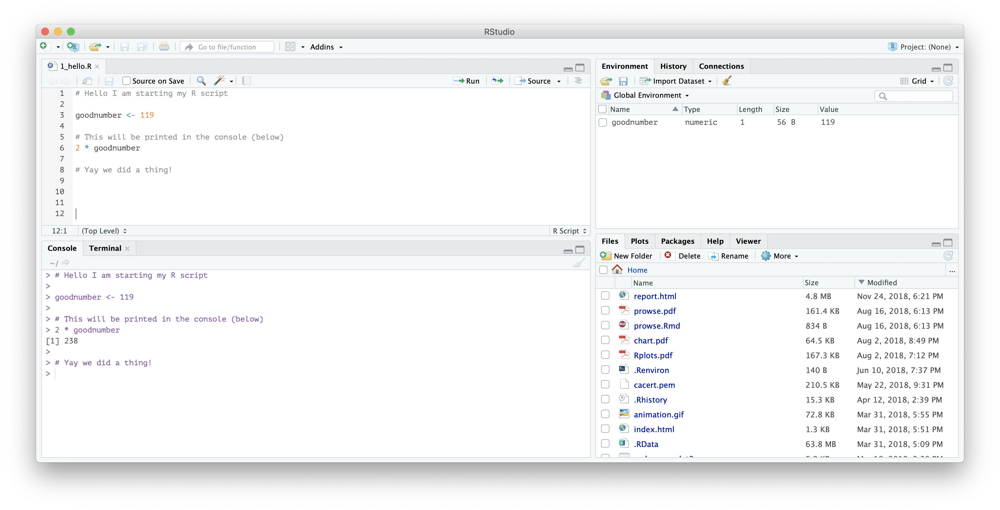 RStudio
Go to file/function Addins Project: (None)
1_hello.R
Source on Save Run Source
1 # Hello I am starting my R script
2
3 goodnumber <- 119
4
5 # This will be printed in the console (below)
6 2 * goodnumber
7
8 # Yay we did a thing!
9
10
11
12
12:1 (Top Level) R Script
Console Terminal
~/
> # Hello I am starting my R script
>
> goodnumber <- 119
>
> # This will be printed in the console (below)
> 2 * goodnumber
[1] 238
>
> # Yay we did a thing!
>
Environment History Connections
Import Dataset Grid
Global Environment
Name Type Length Size Value
goodnumber numeric 1 56 B 119
Files Plots Packages Help Viewer
New Folder Delete Rename More
Home ...
Name Size Modified
report.html 4.8 MB Nov 24, 2018, 6:21 PM
prowse.pdf 161.4 KB Aug 16, 2018, 6:13 PM
prowse.Rmd 834 B Aug 16, 2018, 6:13 PM
chart.pdf 64.5 KB Aug 2, 2018, 8:49 PM
Rplots.pdf 167.3 KB Aug 2, 2018, 7:12 PM
.Renviron 140 B Jun 10, 2018, 7:37 PM
cacert.pem 210.5 KB May 22, 2018, 9:31 PM
.Rhistory 15.3 KB Apr 12, 2018, 2:39 PM
animation.gif 72.8 KB Mar 31, 2018, 5:55 PM
index.html 1.3 KB Mar 31, 2018, 5:51 PM
.RData 63.8 MB Mar 31, 2018, 5:09 PM